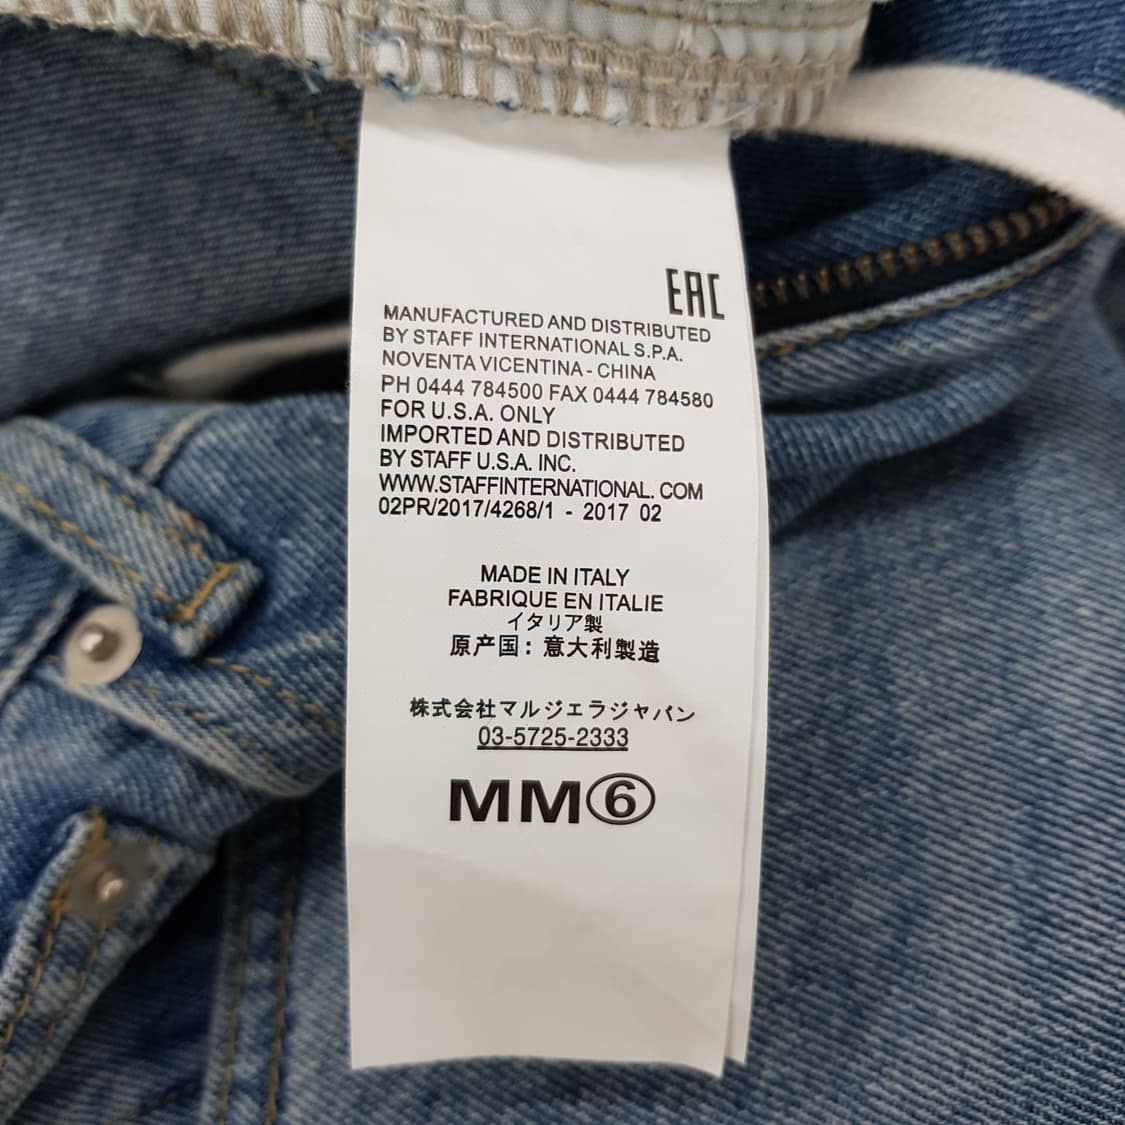 EAC
MANUFACTURED AND DISTRIBUTED
BY STAFF INTERNATIONAL S.P.A.
NOVENTA VICENTINA - CHINA
PH 0444 784500 FAX 0444 784580
FOR U.S.A. ONLY
IMPORTED AND DISTRIBUTED
BY STAFF U.S.A. INC.
WWW.STAFFINTERNATIONAL. COM
02PR/2017/4268/1 - 2017 02
MADE IN ITALY
FABRIQUE EN ITALIE
イタリア製
原产国：意大利製造
株式会社マルジエラジャパン
03-5725-2333
MM⑥